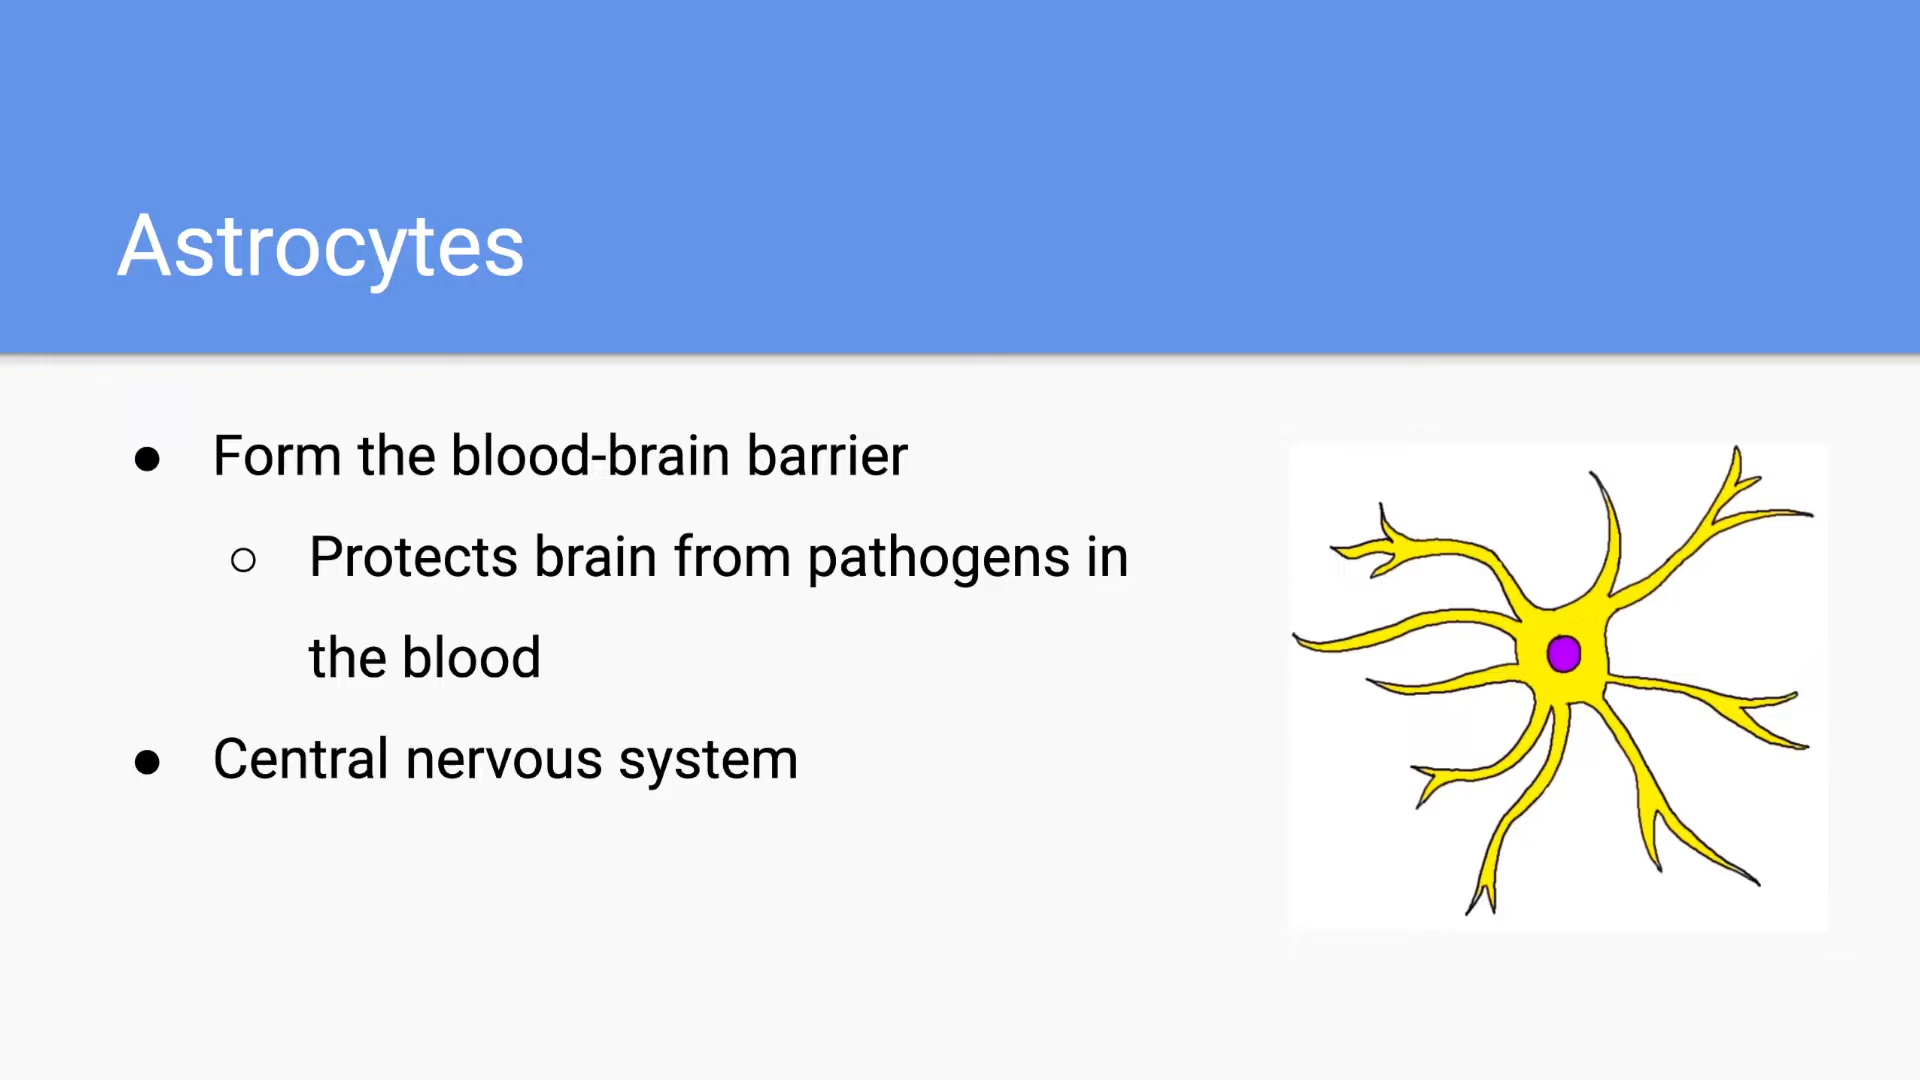 Astrocytes
● Form the blood-brain barrier
○ Protects brain from pathogens in
the blood
● Central nervous system